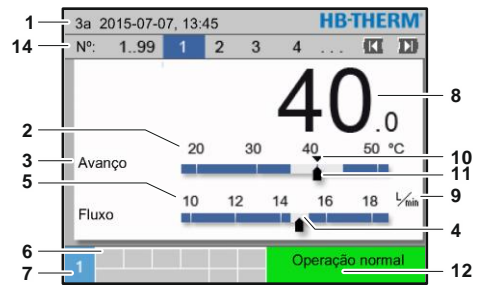 1 3a 2015-07-07, 13:45 HB-THERM
14 Nº: 1..99 1 2 3 4 ...
40.0 8
2 20 30 40 50 °C 10
3 Avanço 11
5 10 12 14 16 18 L/min 9
Fluxo 4
6
7 1 Operação normal 12